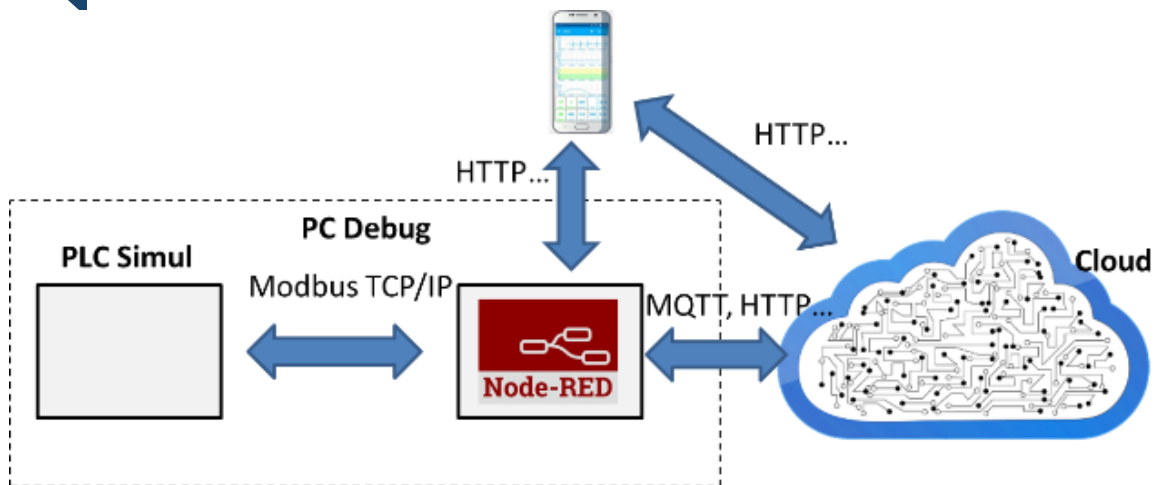 HTTP...
HTTP...
PC Debug
PLC Simul
Cloud
Modbus TCP/IP
MQTT, HTTP...
Node-RED